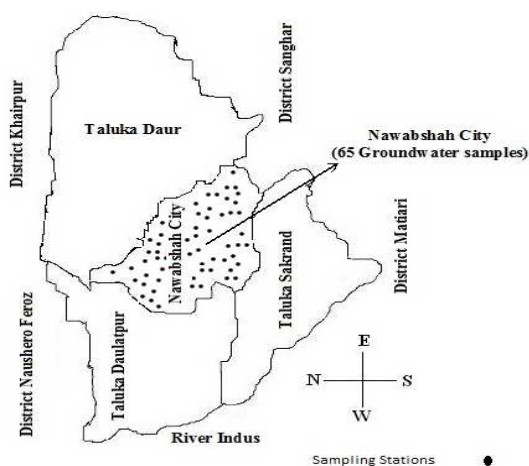 District Sanghar
District Khairpur
Taluka Daur
Nawabshah City
(65 Groundwater samples)
Nawabshah City
Taluka Sakrand
District Matiari
District Naushero Feroz
Taluka Daulatpur
E
N
S
W
River Indus
Sampling Stations